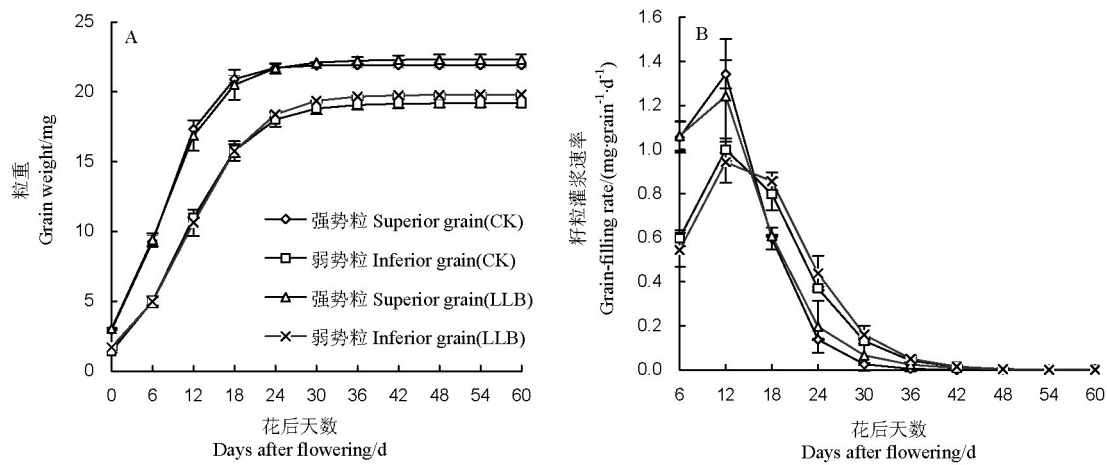 A
25
20
15
10
5
0
粒重
Grain weight/mg
强势粒 Superior grain(CK)
弱势粒 Inferior grain(CK)
强势粒 Superior grain(LLB)
弱势粒 Inferior grain(LLB)
0 6 12 18 24 30 36 42 48 54 60
花后天数
Days after flowering/d
B
1.6
1.4
1.2
1.0
0.8
0.6
0.4
0.2
0.0
籽粒灌浆速率
Grain-filling rate/(mg·grain⁻¹·d⁻¹)
6 12 18 24 30 36 42 48 54 60
花后天数
Days after flowering/d